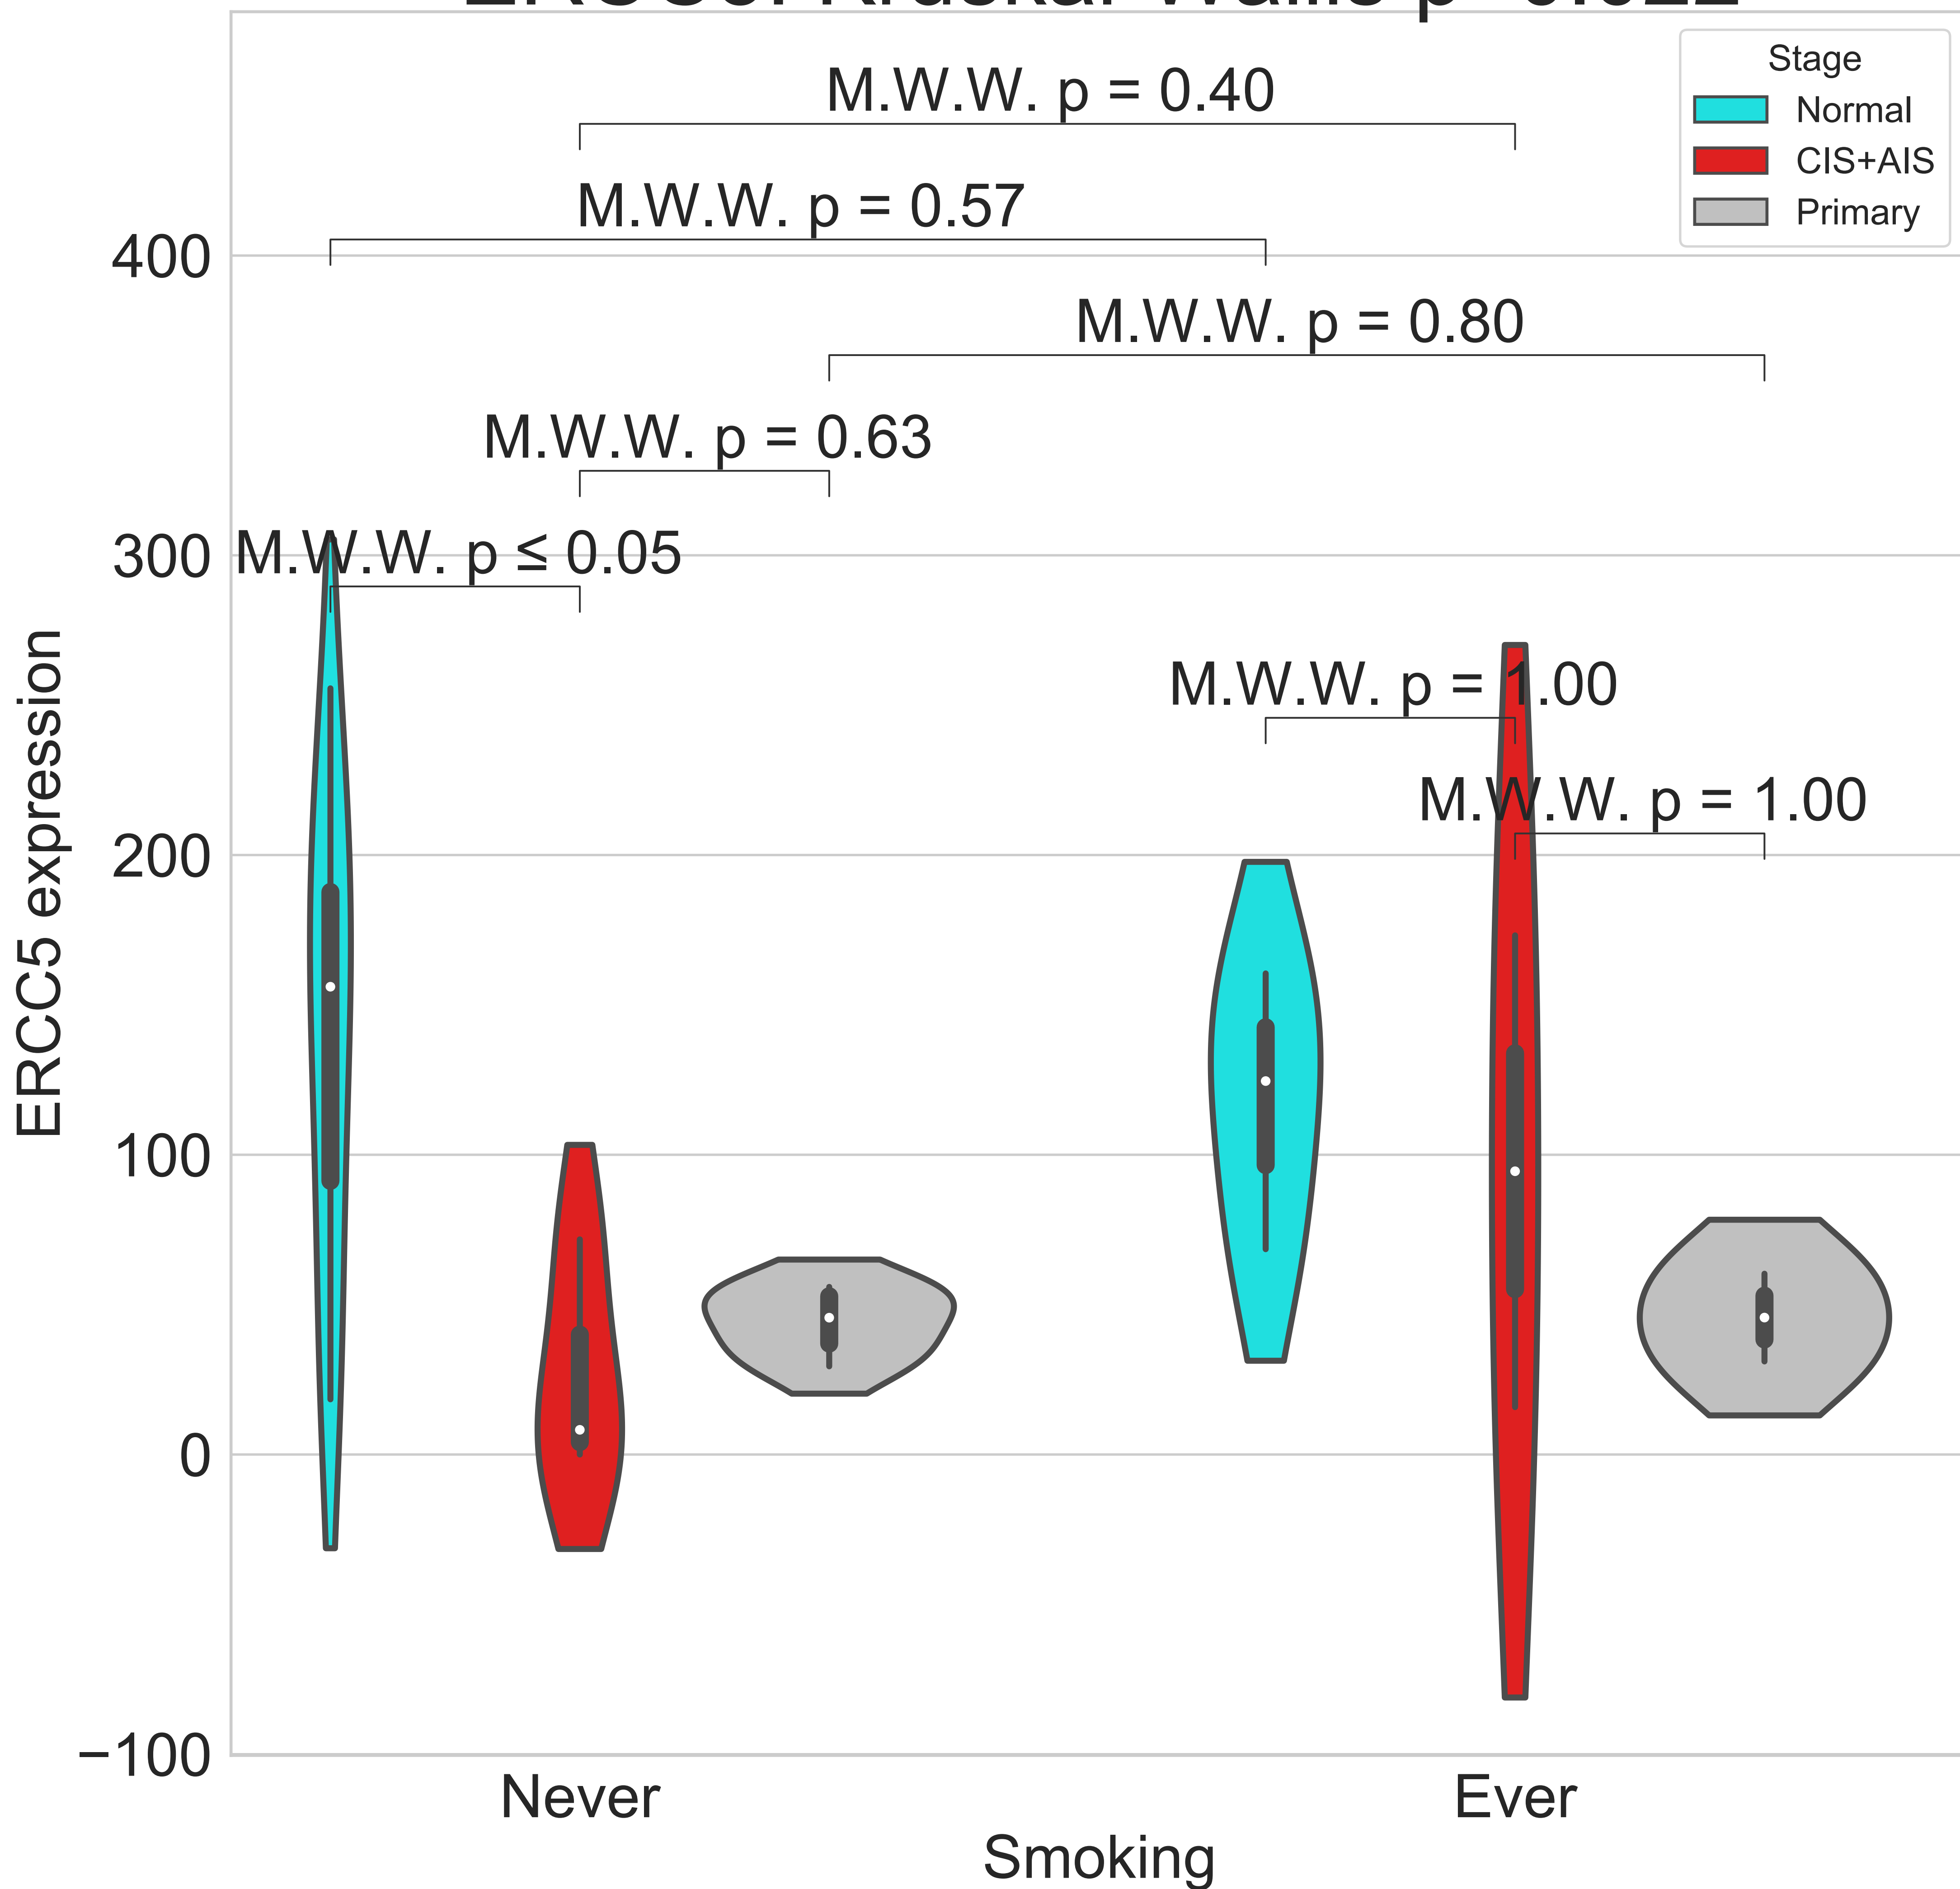 Stage
Normal
CIS+AIS
Primary
M.W.W. p = 0.40
M.W.W. p = 0.57
M.W.W. p = 0.80
M.W.W. p = 0.63
M.W.W. p ≤ 0.05
M.W.W. p = 1.00
M.W.W. p = 1.00
ERCC5 expression
400
300
200
100
0
−100
Never
Ever
Smoking